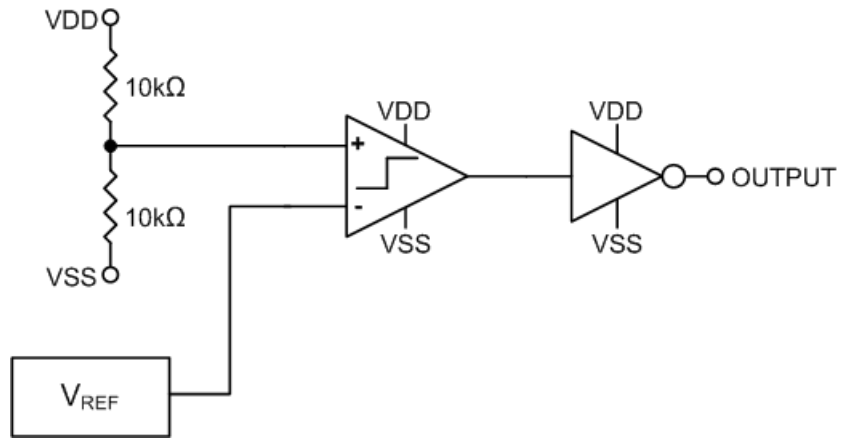 VDD
10kΩ
10kΩ
VSS
+
-
VDD
VSS
VDD
VSS
OUTPUT
VREF